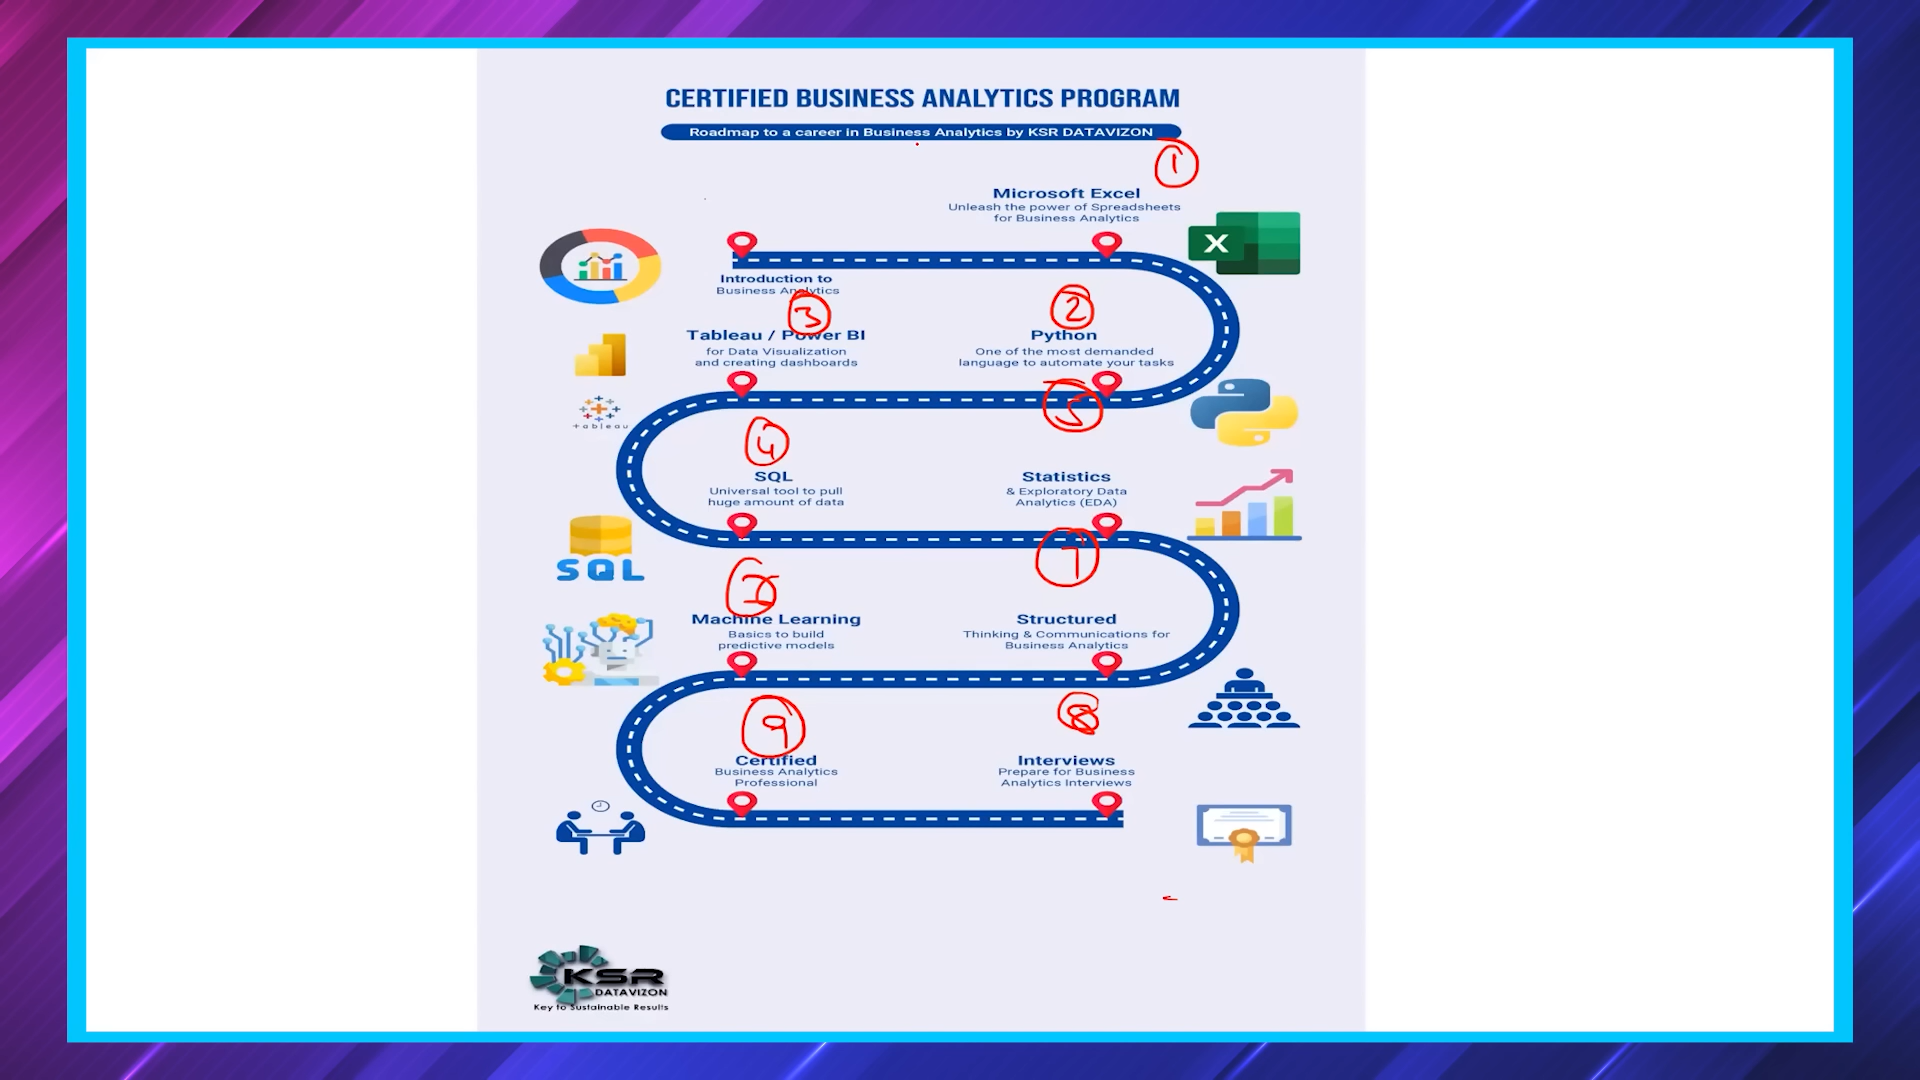 CERTIFIED BUSINESS ANALYTICS PROGRAM
Roadmap to a career in Business Analytics by KSR DATAVIZON
1
Microsoft Excel
Unleash the power of Spreadsheets
for Business Analytics
X
Introduction to
Business Analytics
3
Tableau / Power BI
for Data Visualization
and creating dashboards
2
Python
One of the most demanded
language to automate your tasks
+ableau
4
SQL
Universal tool to pull
huge amount of data
5
Statistics
& Exploratory Data
Analytics (EDA)
SQL
Machine Learning
Basics to build
predictive models
7
Structured
Thinking & Communications for
Business Analytics
9
Certified
Business Analytics
Professional
8
Interviews
Prepare for Business
Analytics Interviews
KSR
DATAVIZON
Key to Sustainable Results